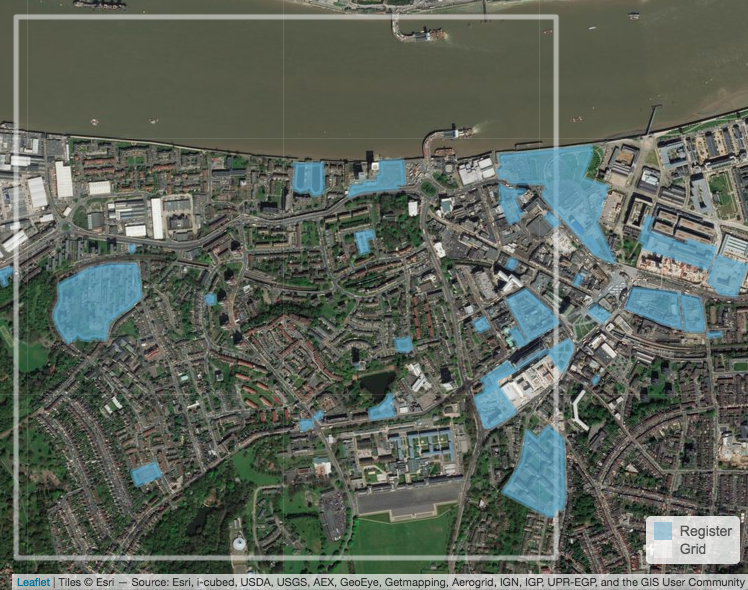 Register
Grid
Leaflet | Tiles © Esri — Source: Esri, i-cubed, USDA, USGS, AEX, GeoEye, Getmapping, Aerogrid, IGN, IGP, UPR-EGP, and the GIS User Community